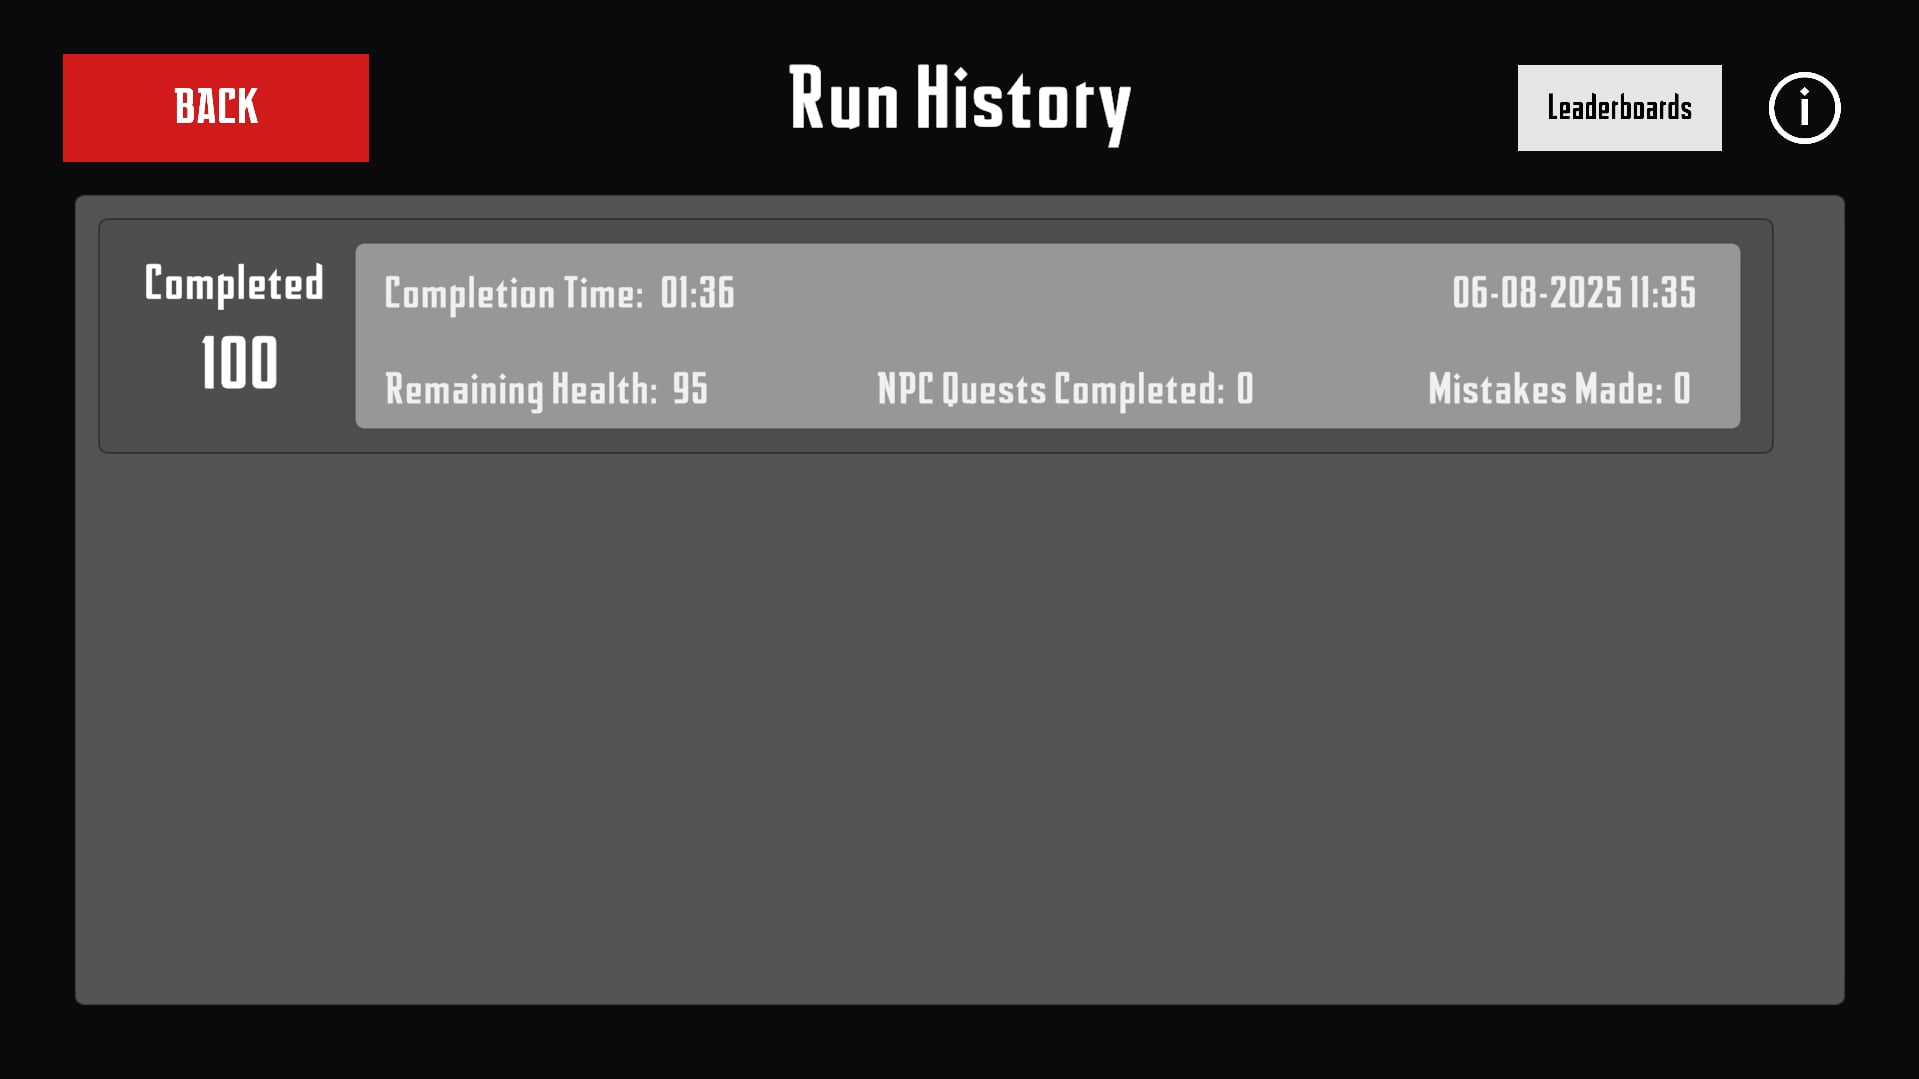 BACK
Run History
Leaderboards
i
Completed
100
Completion Time: 01:36
06-08-2025 11:35
Remaining Health: 95
NPC Quests Completed: 0
Mistakes Made: 0